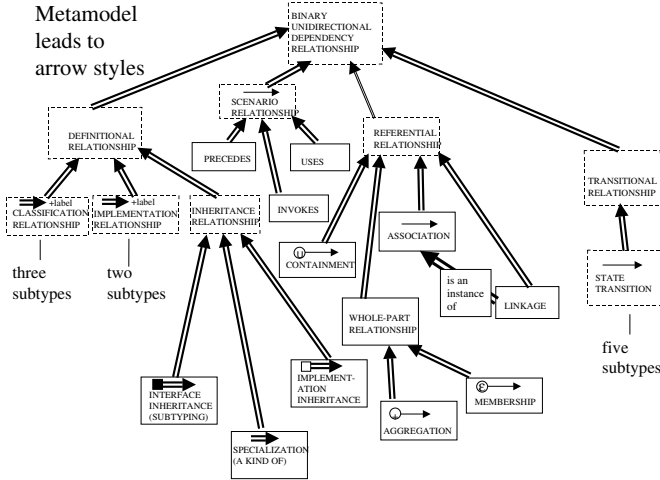 Metamodel
leads to
arrow styles
BINARY
UNIDIRECTIONAL
DEPENDENCY
RELATIONSHIP
SCENARIO
RELATIONSHIP
DEFINITIONAL
RELATIONSHIP
REFERENTIAL
RELATIONSHIP
PRECEDES
USES
TRANSITIONAL
RELATIONSHIP
+label
CLASSIFICATION
RELATIONSHIP
+label
IMPLEMENTATION
RELATIONSHIP
INHERITANCE
RELATIONSHIP
INVOKES
ASSOCIATION
U
CONTAINMENT
three
subtypes
two
subtypes
is an
instance
of
LINKAGE
STATE
TRANSITION
WHOLE-PART
RELATIONSHIP
five
subtypes
INTERFACE
INHERITANCE
(SUBTYPING)
IMPLEMENT-
ATION
INHERITANCE
ε
MEMBERSHIP
+
AGGREGATION
SPECIALIZATION
(A KIND OF)